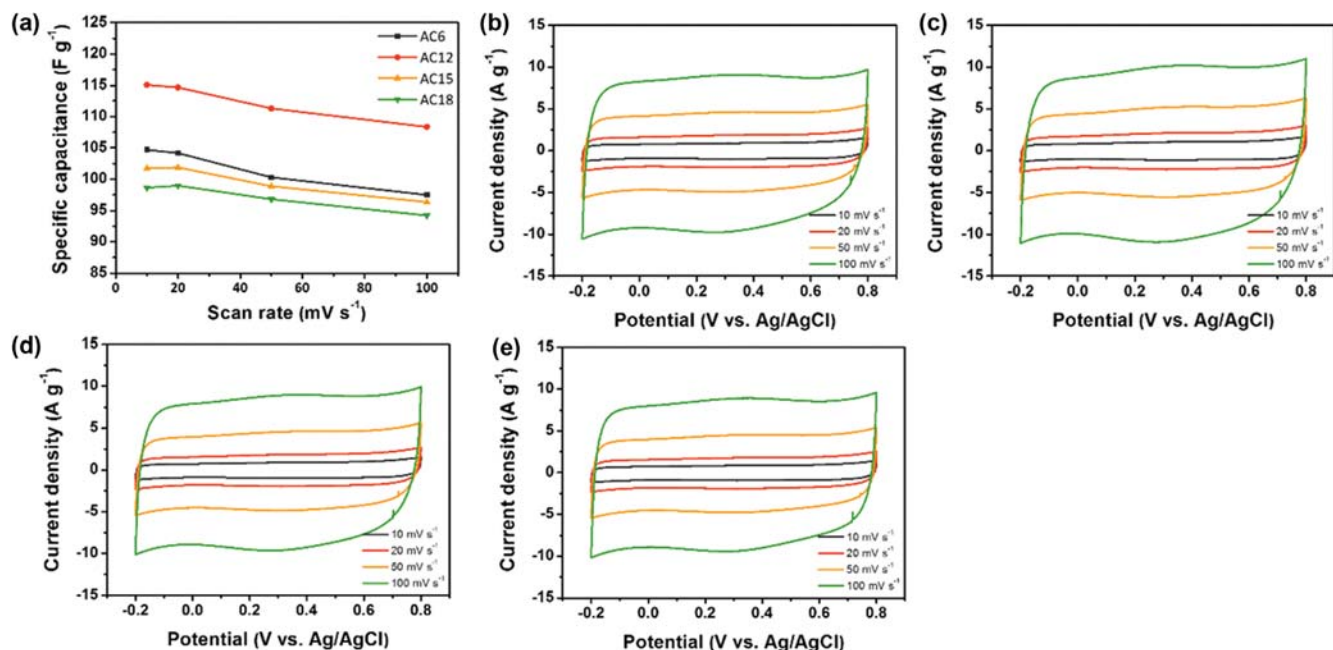 (a)
125
120
115
110
105
100
95
90
85
Specific capacitance (F g⁻¹)
AC6
AC12
AC15
AC18
0
20
40
60
80
100
Scan rate (mV s⁻¹)
(b)
15
10
5
0
-5
-10
-15
Current density (A g⁻¹)
10 mV s⁻¹
20 mV s⁻¹
50 mV s⁻¹
100 mV s⁻¹
-0.2
0.0
0.2
0.4
0.6
0.8
Potential (V vs. Ag/AgCl)
(c)
15
10
5
0
-5
-10
-15
Current density (A g⁻¹)
10 mV s⁻¹
20 mV s⁻¹
50 mV s⁻¹
100 mV s⁻¹
-0.2
0.0
0.2
0.4
0.6
0.8
Potential (V vs. Ag/AgCl)
(d)
15
10
5
0
-5
-10
-15
Current density (A g⁻¹)
10 mV s⁻¹
20 mV s⁻¹
50 mV s⁻¹
100 mV s⁻¹
-0.2
0.0
0.2
0.4
0.6
0.8
Potential (V vs. Ag/AgCl)
(e)
15
10
5
0
-5
-10
-15
Current density (A g⁻¹)
10 mV s⁻¹
20 mV s⁻¹
50 mV s⁻¹
100 mV s⁻¹
-0.2
0.0
0.2
0.4
0.6
0.8
Potential (V vs. Ag/AgCl)